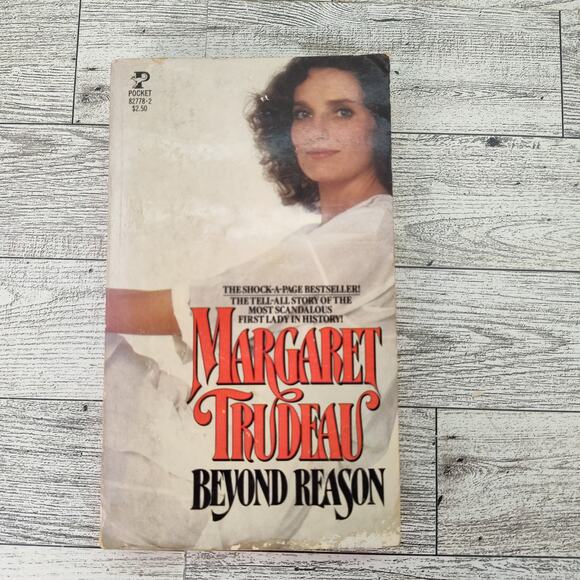 P
POCKET
82778-2
$2.50
THE SHOCK-A-PAGE BESTSELLER!
THE TELL-ALL STORY OF THE
MOST SCANDALOUS
FIRST LADY IN HISTORY!
MARGARET
TRUDEAU
BEYOND REASON